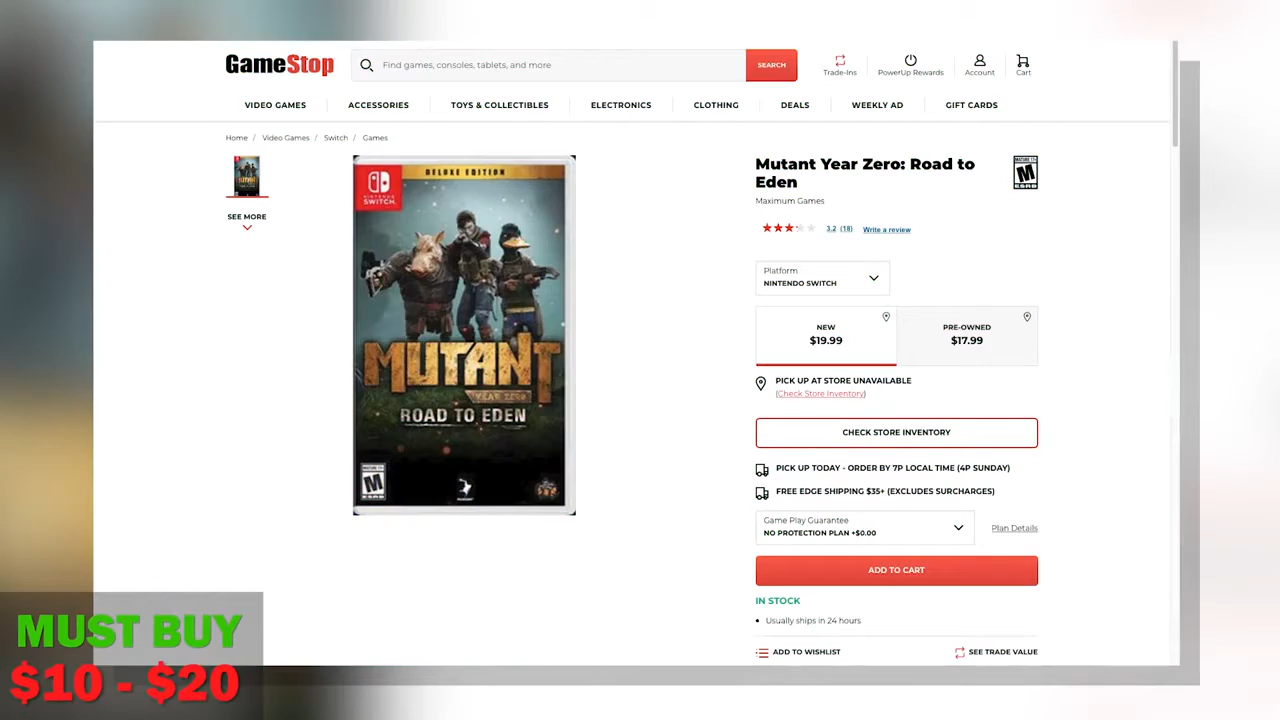 GameStop
Find games, consoles, tablets, and more
SEARCH
Trade-Ins
PowerUp Rewards
Account
Cart
VIDEO GAMES
ACCESSORIES
TOYS & COLLECTIBLES
ELECTRONICS
CLOTHING
DEALS
WEEKLY AD
GIFT CARDS
Home / Video Games / Switch / Games
SEE MORE
DELUXE EDITION
NINTENDO
SWITCH
MUTANT
YEAR ZERO
ROAD TO EDEN
MATURE 17+
M
ESRB
Mutant Year Zero: Road to
Eden
MATURE 17+
M
ESRB
Maximum Games
3.2 (18) Write a review
Platform
NINTENDO SWITCH
NEW
$19.99
PRE-OWNED
$17.99
PICK UP AT STORE UNAVAILABLE
(Check Store Inventory)
CHECK STORE INVENTORY
PICK UP TODAY - ORDER BY 7P LOCAL TIME (4P SUNDAY)
FREE EDGE SHIPPING $35+ (EXCLUDES SURCHARGES)
Game Play Guarantee
NO PROTECTION PLAN +$0.00
Plan Details
ADD TO CART
IN STOCK
• Usually ships in 24 hours
ADD TO WISHLIST
SEE TRADE VALUE
MUST BUY
$10 - $20